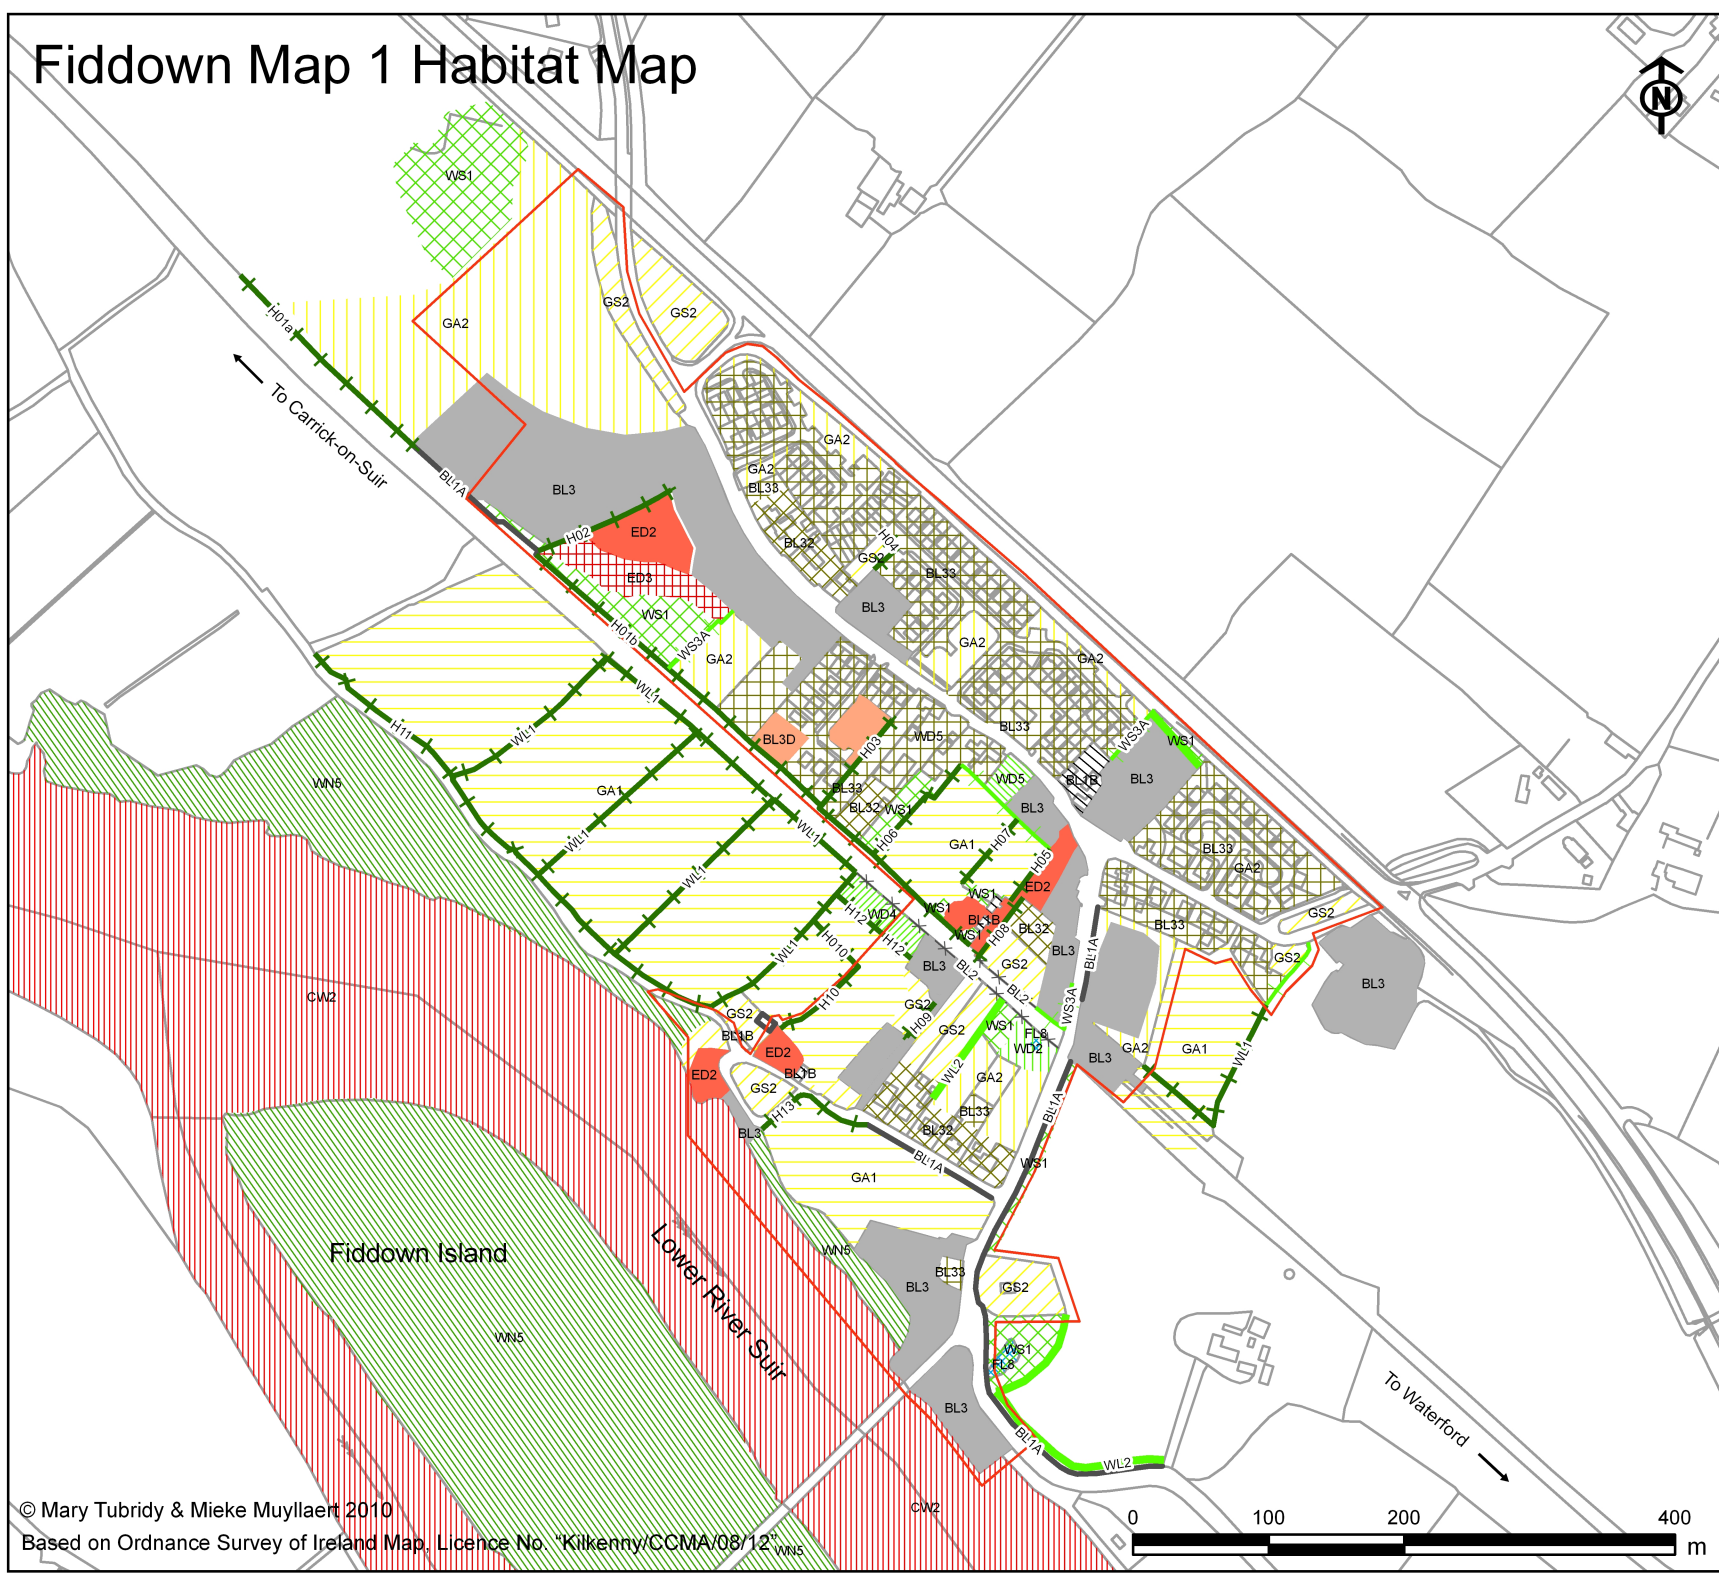 Fiddown Map 1 Habitat Map
N
WS1
GS2
GS2
H01a
GA2
To Carrick-on-Suir
GA2
GA2
BL1A
BL3
BL33
H02
ED2
BL32
H04
GS2
ED3
BL33
BL3
WS1
H01b
WS3A
GA2
GA2
GA2
WL1
H11
WL1
BL3D
H03
WD5
BL33
WS3A
WS1
WN5
GA1
BL33
WD5
BL1B
BL3
BL32
WS1
BL3
WL1
WL1
H06
GA1
H07
BL33
H05
GA2
WL1
WS1
ED2
H12
WD4
WS1
BL1B
GS2
BL33
BL32
H12
WS1
H08
WL1
H010
BL3
BL1A
GS2
BL3
BL2
GS2
BL3
CW2
H10
BL2
GS2
WS3A
GS2
H09
GS2
WS1
FL8
BL1B
WD2
GA2
GA1
WL1
ED2
BL3
ED2
BL1B
WL2
GA2
GS2
H13
BL33
BL1A
BL3
BL32
BL1A
WS1
GA1
Fiddown Island
Lower River Suir
WN5
BL33
BL3
GS2
WN5
WS1
FL8
BL3
To Waterford
BL1A
WL2
CW2
© Mary Tubridy & Mieke Muyllaert 2010
0 100 200 400
Based on Ordnance Survey of Ireland Map, Licence No. “Kilkenny/CCMA/08/12”
WN5
m